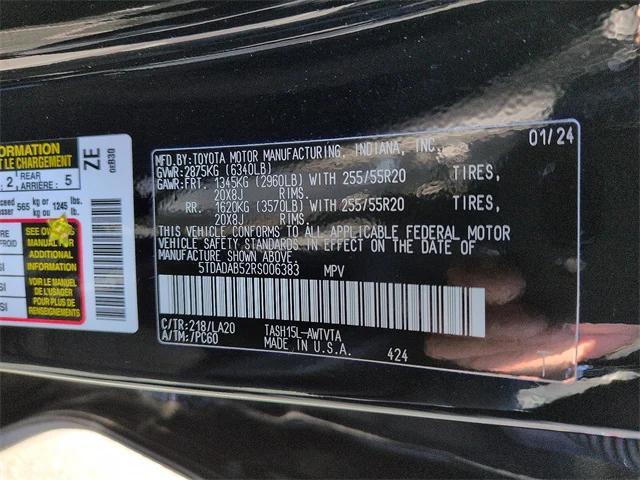 ORMATION
T LE CHARGEMENT
2 REAR ARRIÈRE: 5
565 kg or kg ou 1245 lbs. lb.
SEE OWNERS
MANUAL FOR
ADDITIONAL
INFORMATION
VOIR LE MANUEL
DE L'USAGER
POUR PLUS DE
RENSEIGNEMENTS
ZE
01/24
MFD.BY:TOYOTA MOTOR MANUFACTURING, INDIANA, INC.
GVWR:2875KG (6340LB)
GAWR:FRT. 1345KG (2960LB) WITH 255/55R20 TIRES,
20X8J RIMS.
RR. 1620KG (3570LB) WITH 255/55R20 TIRES,
20X8J RIMS.
THIS VEHICLE CONFORMS TO ALL APPLICABLE FEDERAL MOTOR
VEHICLE SAFETY STANDARDS IN EFFECT ON THE DATE OF
MANUFACTURE SHOWN ABOVE.
5TDADAB52RS006383 MPV
C/TR:218/LA20 TASH15L-AWTVTA
A/TM:/PC60 MADE IN U.S.A. 424
T